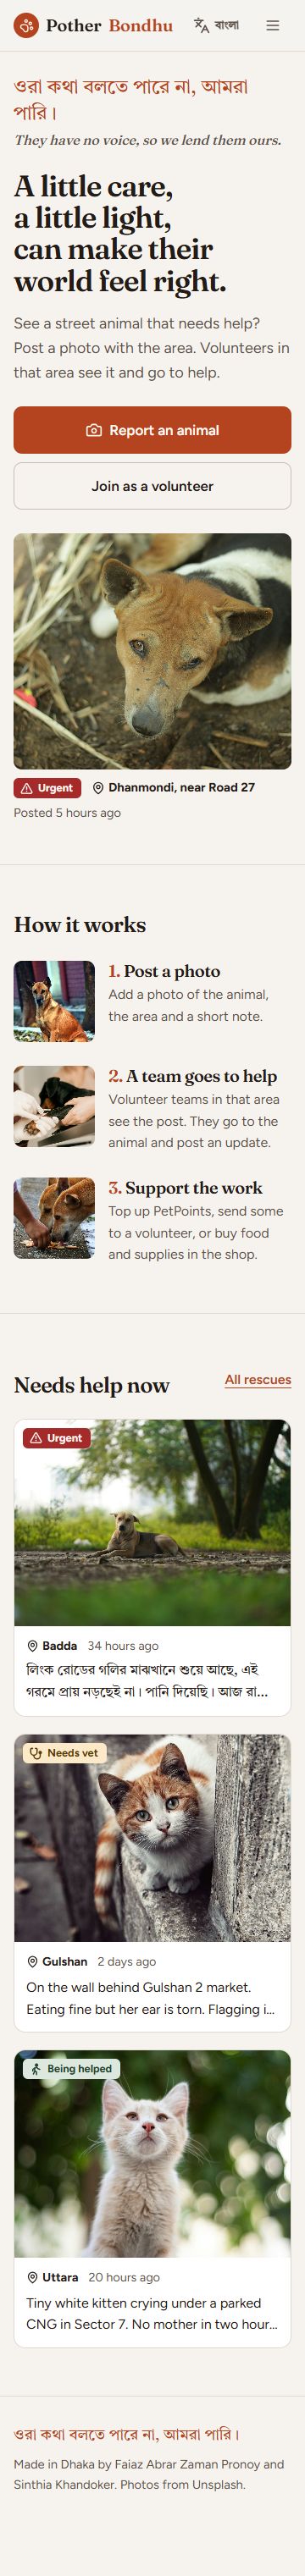 Pother Bondhu
বাংলা
ওরা কথা বলতে পারে না, আমরা
পারি।
They have no voice, so we lend them ours.
A little care,
a little light,
can make their
world feel right.
See a street animal that needs help?
Post a photo with the area. Volunteers in
that area see it and go to help.
Report an animal
Join as a volunteer
Urgent
Dhanmondi, near Road 27
Posted 5 hours ago
How it works
1. Post a photo
Add a photo of the animal,
the area and a short note.
2. A team goes to help
Volunteer teams in that area
see the post. They go to the
animal and post an update.
3. Support the work
Top up PetPoints, send some
to a volunteer, or buy food
and supplies in the shop.
Needs help now
All rescues
Urgent
Badda 34 hours ago
লিংক রোডের গলির মাঝখানে শুয়ে আছে, এই
গরমে প্রায় নড়ছেই না। পানি দিয়েছি। আজ রা...
Needs vet
Gulshan 2 days ago
On the wall behind Gulshan 2 market.
Eating fine but her ear is torn. Flagging i...
Being helped
Uttara 20 hours ago
Tiny white kitten crying under a parked
CNG in Sector 7. No mother in two hour...
ওরা কথা বলতে পারে না, আমরা পারি।
Made in Dhaka by Faiaz Abrar Zaman Pronoy and
Sinthia Khandoker. Photos from Unsplash.